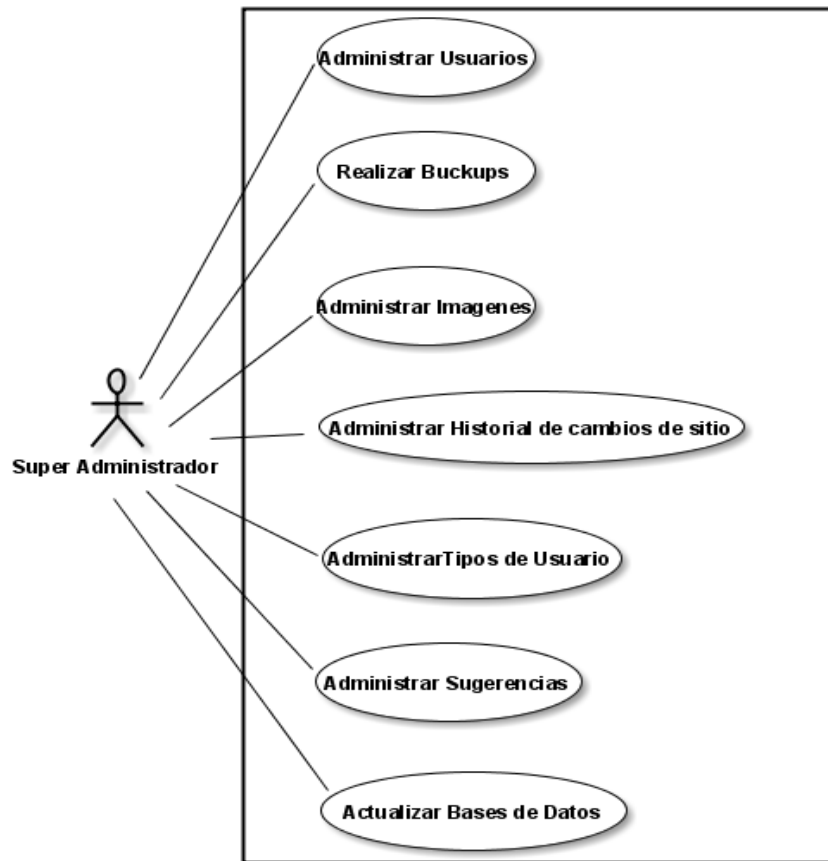 Administrar Usuarios
Realizar Buckups
Administrar Imagenes
Administrar Historial de cambios de sitio
Super Administrador
AdministrarTipos de Usuario
Administrar Sugerencias
Actualizar Bases de Datos